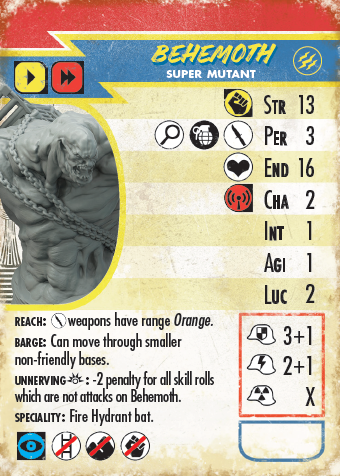 BEHEMOTH
SUPER MUTANT
STR 13
PER 3
END 16
CHA 2
INT 1
AGI 1
LUC 2
REACH: weapons have range Orange.
BARGE: Can move through smaller
non-friendly bases.
UNNERVING : -2 penalty for all skill rolls
which are not attacks on Behemoth.
SPECIALITY: Fire Hydrant bat.
3+1
2+1
X